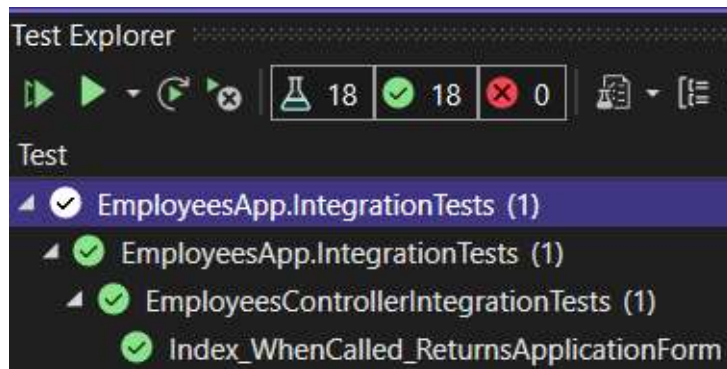 Test Explorer
18 18 0
Test
EmployeesApp.IntegrationTests (1)
EmployeesApp.IntegrationTests (1)
EmployeesControllerIntegrationTests (1)
Index_WhenCalled_ReturnsApplicationForm